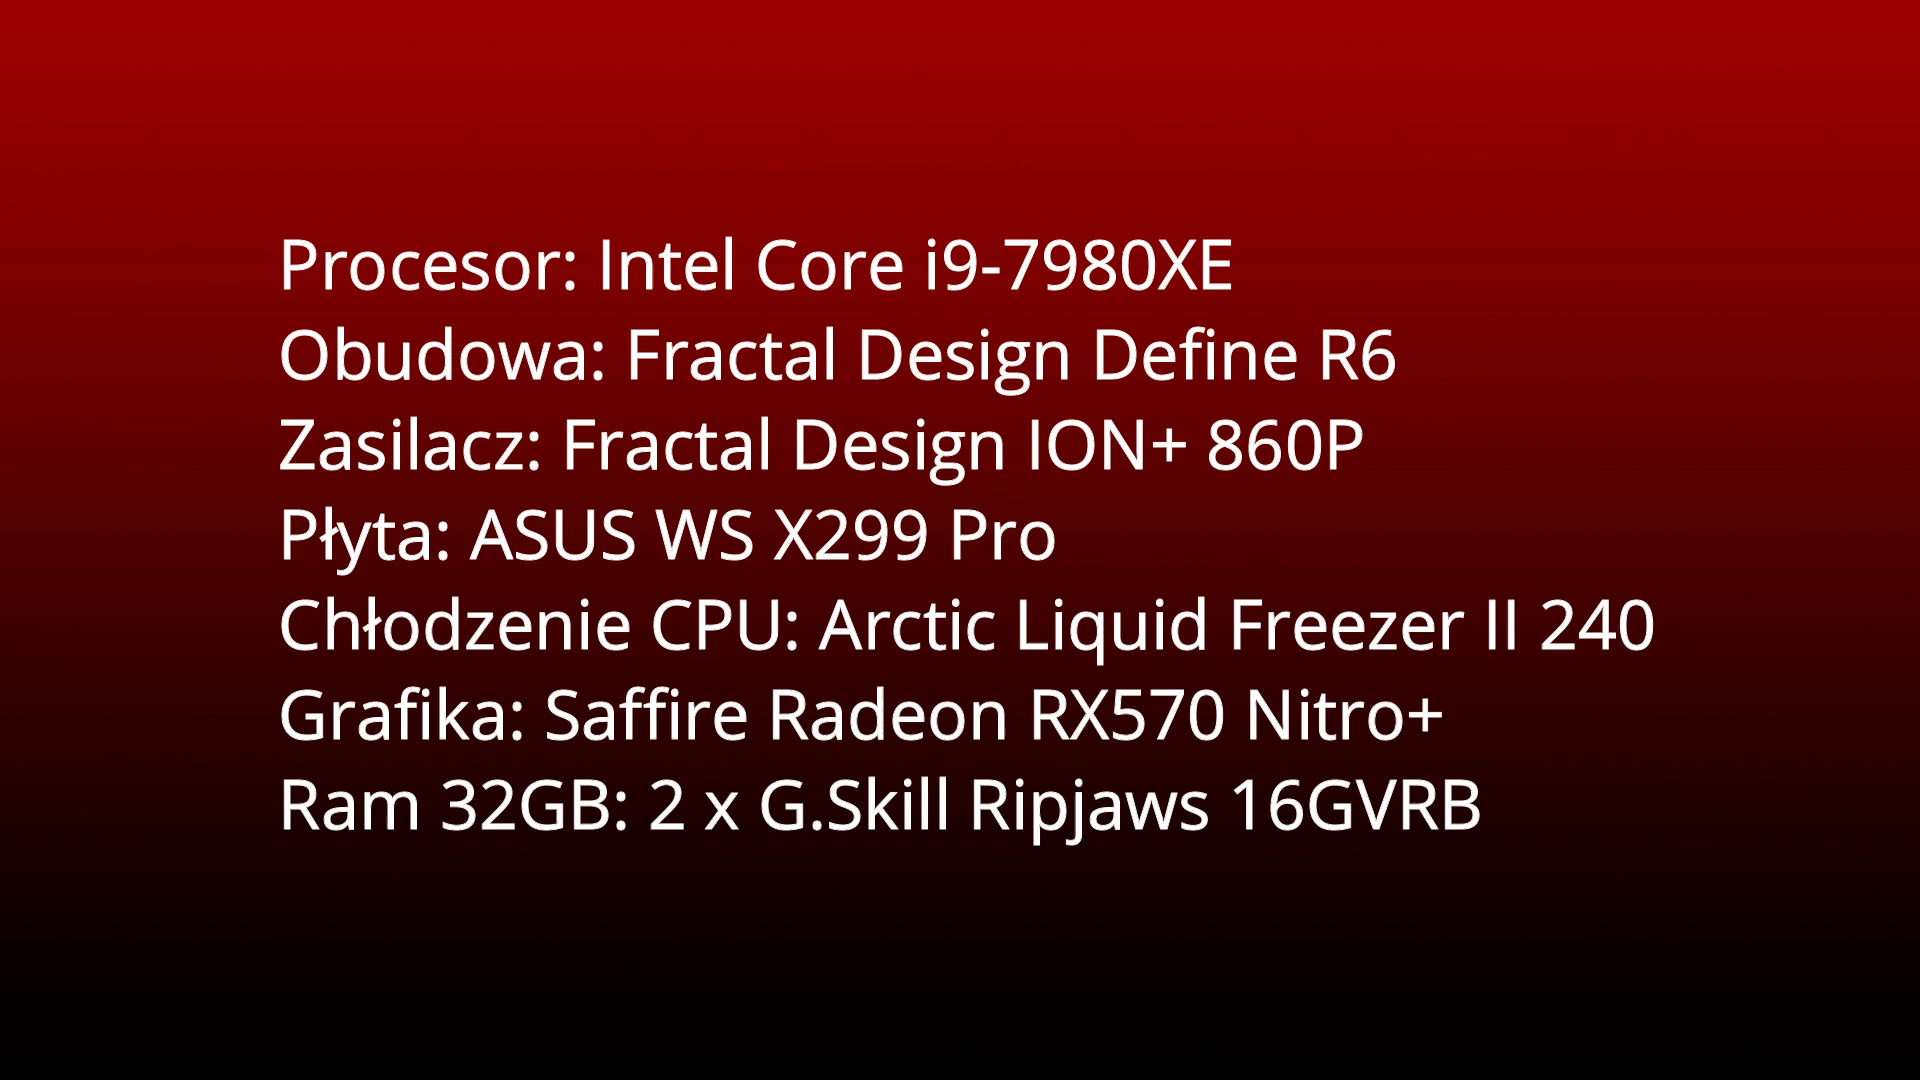 Procesor: Intel Core i9-7980XE
Obudowa: Fractal Design Define R6
Zasilacz: Fractal Design ION+ 860P
Płyta: ASUS WS X299 Pro
Chłodzenie CPU: Arctic Liquid Freezer II 240
Grafika: Saffire Radeon RX570 Nitro+
Ram 32GB: 2 x G.Skill Ripjaws 16GVRB